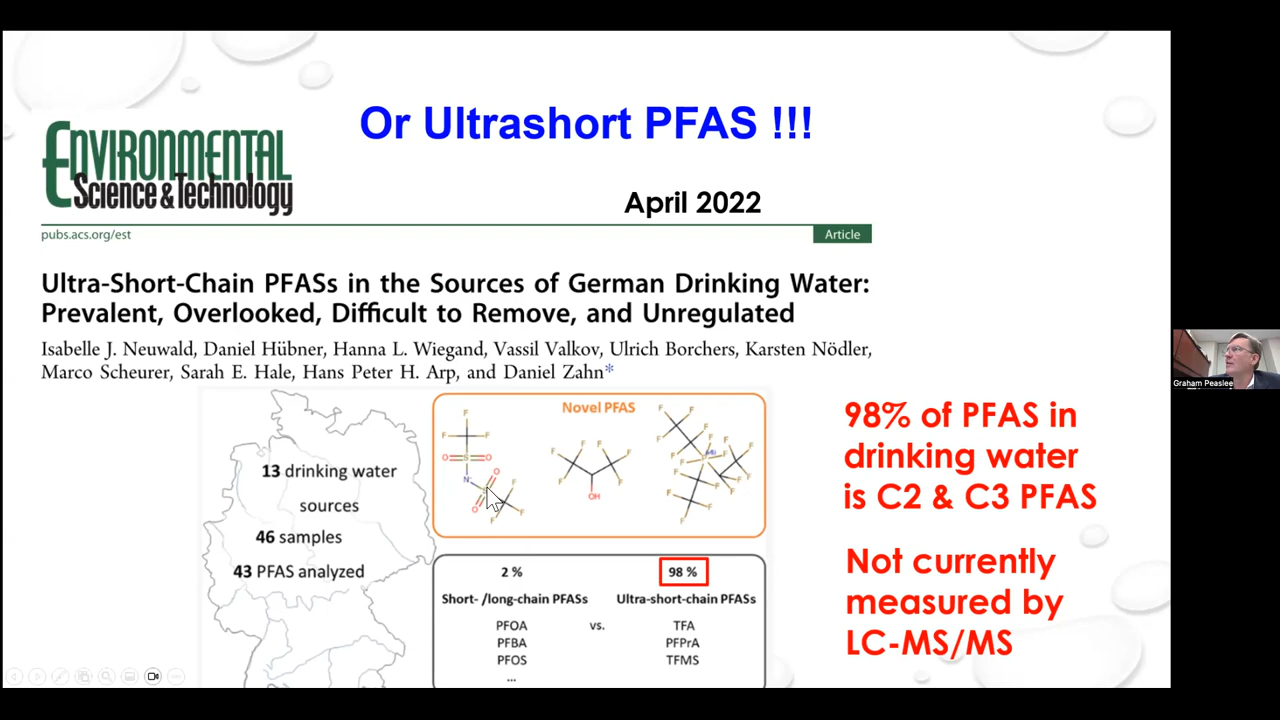 Or Ultrashort PFAS !!!
ENVIRONMENTAL
Science & Technology
April 2022
pubs.acs.org/est
Article
Ultra-Short-Chain PFASs in the Sources of German Drinking Water:
Prevalent, Overlooked, Difficult to Remove, and Unregulated
Isabelle J. Neuwald, Daniel Hübner, Hanna L. Wiegand, Vassil Valkov, Ulrich Borchers, Karsten Nödler,
Marco Scheurer, Sarah E. Hale, Hans Peter H. Arp, and Daniel Zahn*
13 drinking water
sources
46 samples
43 PFAS analyzed
Novel PFAS
2 %
98 %
Short- /long-chain PFASs
Ultra-short-chain PFASs
PFOA
vs.
TFA
PFBA
PFPrA
PFOS
TFMS
...
98% of PFAS in
drinking water
is C2 & C3 PFAS
Not currently
measured by
LC-MS/MS
Graham Peaslee